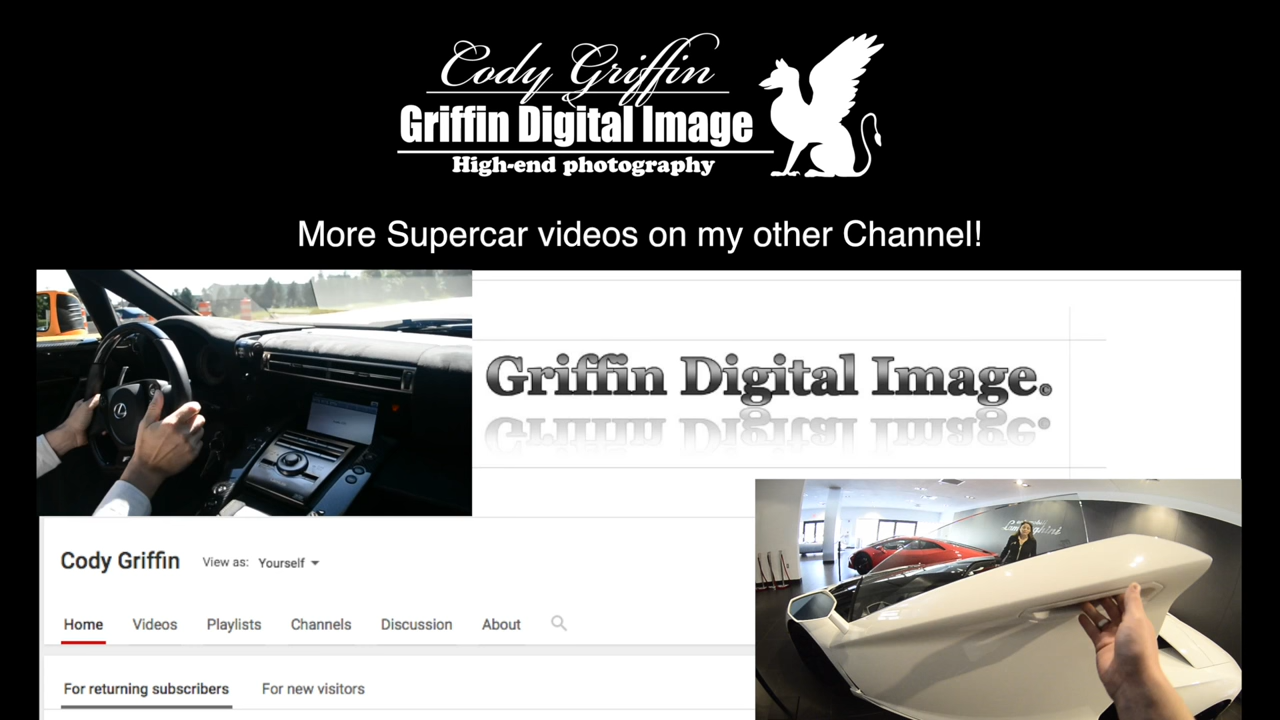 Cody Griffin
Griffin Digital Image
High-end photography
More Supercar videos on my other Channel!
Griffin Digital Image.®
Cody Griffin View as: Yourself
Home Videos Playlists Channels Discussion About
For returning subscribers For new visitors
Lamborghini